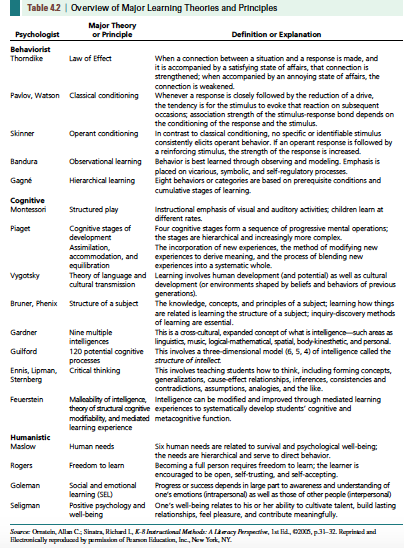 Table 4.2 | Overview of Major Learning Theories and Principles
Psychologist
Major Theory
or Principle
Definition or Explanation
Behaviorist
Thorndike
Law of Effect
When a connection between a situation and a response is made, and
it is accompanied by a satisfying state of affairs, that connection is
strengthened; when accompanied by an annoying state of affairs, the
connection is weakened.
Pavlov, Watson
Classical conditioning
Whenever a response is closely followed by the reduction of a drive,
the tendency is for the stimulus to evoke that reaction on subsequent
occasions; association strength of the stimulus-response bond depends on
the conditioning of the response and the stimulus.
Skinner
Operant conditioning
In contrast to classical conditioning, no specific or identifiable stimulus
consistently elicits operant behavior. If an operant response is followed by
a reinforcing stimulus, the strength of the response is increased.
Bandura
Observational learning
Behavior is best learned through observing and modeling. Emphasis is
placed on vicarious, symbolic, and self-regulatory processes.
Gagné
Hierarchical learning
Eight behaviors or categories are based on prerequisite conditions and
cumulative stages of learning.
Cognitive
Montessori
Structured play
Instructional emphasis of visual and auditory activities; children learn at
different rates.
Piaget
Cognitive stages of
development
Four cognitive stages form a sequence of progressive mental operations;
the stages are hierarchical and increasingly more complex.
Assimilation,
accommodation, and
equilibration
The incorporation of new experiences, the method of modifying new
experiences to derive meaning, and the process of blending new
experiences into a systematic whole.
Vygotsky
Theory of language and
cultural transmission
Learning involves human development (and potential) as well as cultural
development (or environments shaped by beliefs and behaviors of previous
generations).
Bruner, Phenix
Structure of a subject
The knowledge, concepts, and principles of a subject; learning how things
are related is learning the structure of a subject; inquiry-discovery methods
of learning are essential.
Gardner
Nine multiple
intelligences
This is a cross-cultural, expanded concept of what is intelligence—such areas as
linguistics, music, logical-mathematical, spatial, body-kinesthetic, and personal.
Guilford
120 potential cognitive
processes
This involves a three-dimensional model (6, 5, 4) of intelligence called the
structure of intellect.
Ennis, Lipman,
Sternberg
Critical thinking
This involves teaching students how to think, including forming concepts,
generalizations, cause-effect relationships, inferences, consistencies and
contradictions, assumptions, analogies, and the like.
Feuerstein
Malleability of intelligence,
theory of structural cognitive
modifiability, and mediated
learning experience
Intelligence can be modified and improved through mediated learning
experiences to systematically develop students' cognitive and
metacognitive function.
Humanistic
Maslow
Human needs
Six human needs are related to survival and psychological well-being;
the needs are hierarchical and serve to direct behavior.
Rogers
Freedom to learn
Becoming a full person requires freedom to learn; the learner is
encouraged to be open, self-trusting, and self-accepting.
Goleman
Social and emotional
learning (SEL)
Progress or success depends in large part to awareness and understanding of
one's emotions (intrapersonal) as well as those of other people (interpersonal)
Seligman
Positive psychology and
well-being
One's well-being relates to his or her ability to cultivate talent, build lasting
relationships, feel pleasure, and contribute meaningfully.
Source: Ornstein, Allan C.; Sinatra, Richard I., K-8 Instructional Methods: A Literacy Perspective, 1st Ed., ©2005, p.31–32. Reprinted and
Electronically reproduced by permission of Pearson Education, Inc., New York, NY.